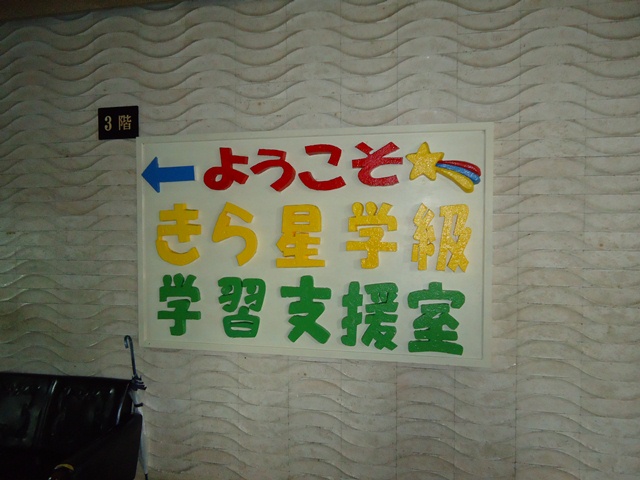 3階
←ようこそ
きら星学級
学習支援室